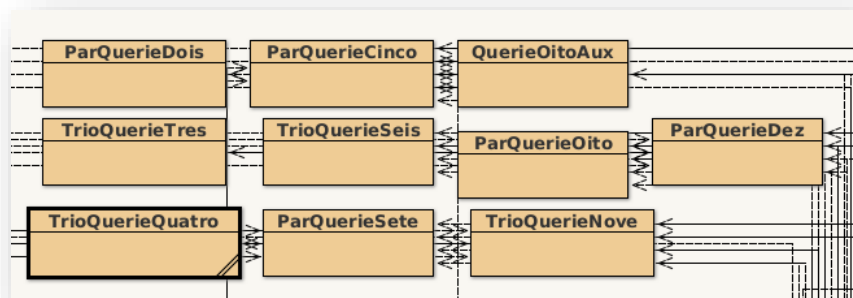 ParQuerieDois
ParQuerieCinco
QuerieOitoAux
TrioQuerieTres
TrioQuerieSeis
ParQuerieOito
ParQuerieDez
TrioQuerieQuatro
ParQuerieSete
TrioQuerieNove